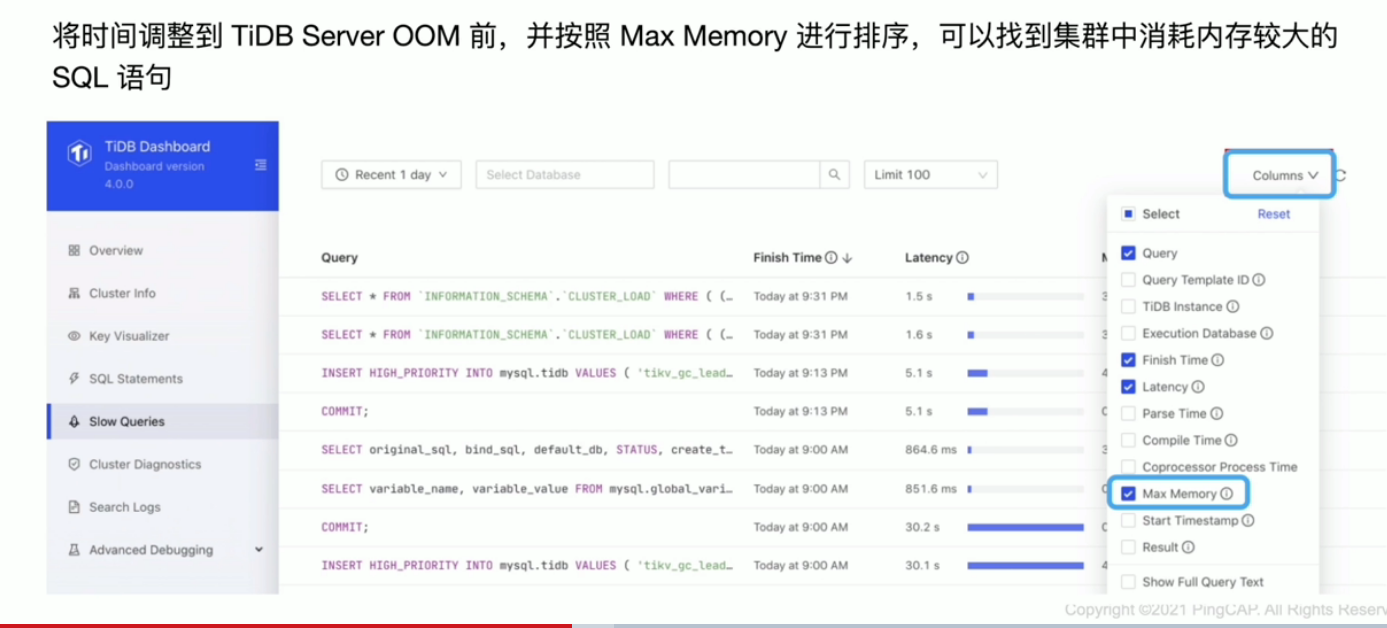 将时间调整到 TiDB Server OOM 前，并按照 Max Memory 进行排序，可以找到集群中消耗内存较大的
SQL 语句
TiDB Dashboard
Dashboard version
4.0.0
Overview
Cluster Info
Key Visualizer
SQL Statements
Slow Queries
Cluster Diagnostics
Search Logs
Advanced Debugging
Recent 1 day
Select Database
Limit 100
Columns
Query Finish Time Latency
SELECT * FROM `INFORMATION_SCHEMA`.`CLUSTER_LOAD` WHERE ( (… Today at 9:31 PM 1.5 s
SELECT * FROM `INFORMATION_SCHEMA`.`CLUSTER_LOAD` WHERE ( (… Today at 9:31 PM 1.6 s
INSERT HIGH_PRIORITY INTO mysql.tidb VALUES ( 'tikv_gc_lead… Today at 9:13 PM 5.1 s
COMMIT; Today at 9:13 PM 5.1 s
SELECT original_sql, bind_sql, default_db, STATUS, create_t… Today at 9:00 AM 864.6 ms
SELECT variable_name, variable_value FROM mysql.global_vari… Today at 9:00 AM 851.6 ms
COMMIT; Today at 9:00 AM 30.2 s
INSERT HIGH_PRIORITY INTO mysql.tidb VALUES ( 'tikv_gc_lead… Today at 9:00 AM 30.1 s
Select Reset
Query
Query Template ID
TiDB Instance
Execution Database
Finish Time
Latency
Parse Time
Compile Time
Coprocessor Process Time
Max Memory
Start Timestamp
Result
Show Full Query Text
Copyright ©2021 PingCAP. All Rights Reserv